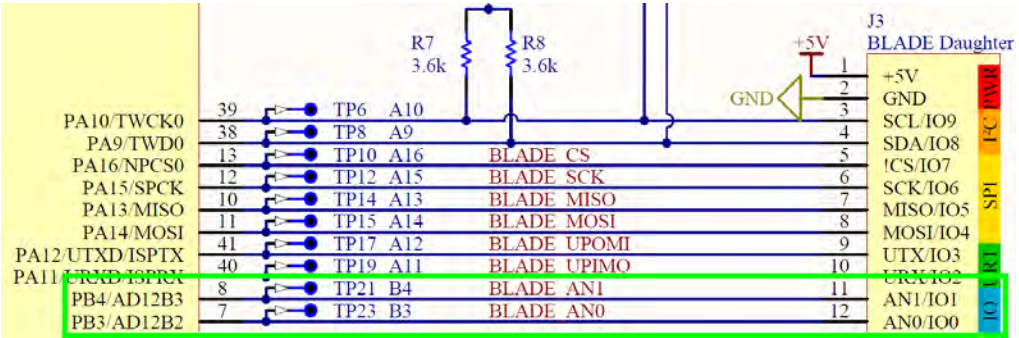 J3
R7 R8 +5V BLADE Daughter
3.6k 3.6k 1 +5V PWR
GND 2 GND
PA10/TWCK0 39 TP6 A10 3 SCL/IO9 I²C
PA9/TWD0 38 TP8 A9 4 SDA/IO8
PA16/NPCS0 13 TP10 A16 BLADE CS 5 !CS/IO7
PA15/SPCK 12 TP12 A15 BLADE SCK 6 SCK/IO6 SPI
PA13/MISO 10 TP14 A13 BLADE MISO 7 MISO/IO5
PA14/MOSI 11 TP15 A14 BLADE MOSI 8 MOSI/IO4
PA12/UTXD/ISPTX 41 TP17 A12 BLADE UPOMI 9 UTX/IO3
PA11/URXD/ISPRX 40 TP19 A11 BLADE UPIMO 10 URX/IO2 URT
PB4/AD12B3 8 TP21 B4 BLADE AN1 11 AN1/IO1 IO
PB3/AD12B2 7 TP23 B3 BLADE AN0 12 AN0/IO0